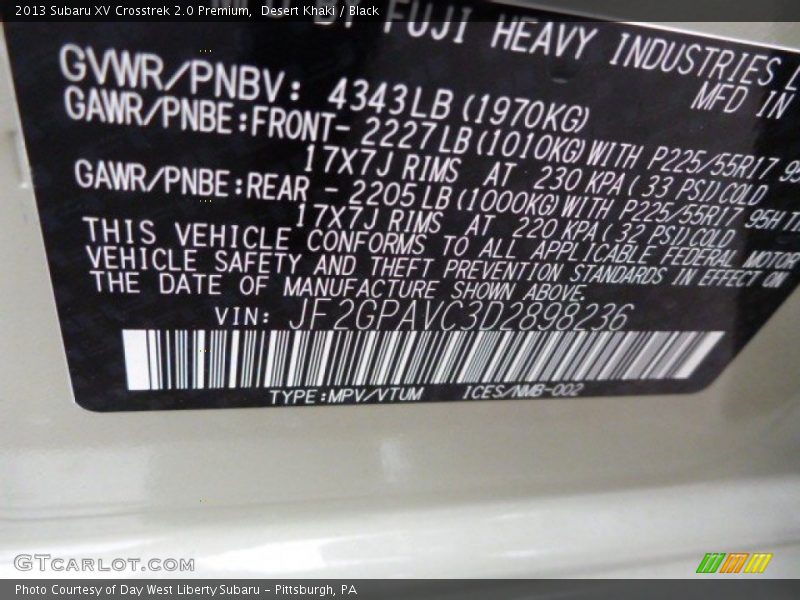 2013 Subaru XV Crosstrek 2.0 Premium, Desert Khaki / Black
BY FUJI HEAVY INDUSTRIES
MFD IN
GVWR/PNBV: 4343LB (1970KG)
GAWR/PNBE:FRONT- 2227LB (1010KG) WITH P225/55R17 95
17X7J RIMS AT 230 KPA ( 33 PSI) COLD
GAWR/PNBE:REAR - 2205LB (1000KG) WITH P225/55R17 95H
17X7J RIMS AT 220 KPA ( 32 PSI) COLD
THIS VEHICLE CONFORMS TO ALL APPLICABLE FEDERAL MOTOR
VEHICLE SAFETY AND THEFT PREVENTION STANDARDS IN EFFECT ON
THE DATE OF MANUFACTURE SHOWN ABOVE.
VIN: JF2GPAVC3D2898236
TYPE:MPV/VTUM ICES/NMB-002
GTCARLOT.COM
Photo Courtesy of Day West Liberty Subaru - Pittsburgh, PA